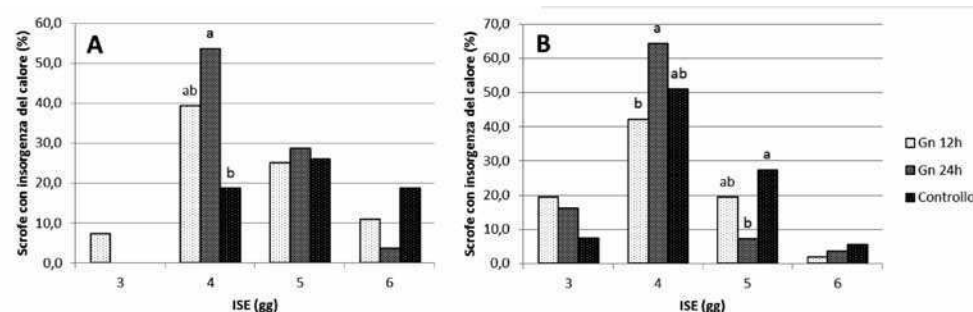 A
Scrofe con insorgenza del calore (%)
60,0
50,0
40,0
30,0
20,0
10,0
0,0
ab
a
b
3 4 5 6
ISE (gg)
B
Scrofe con insorgenza del calore (%)
70,0
60,0
50,0
40,0
30,0
20,0
10,0
0,0
b
a
ab
ab
b
a
3 4 5 6
ISE (gg)
Gn 12h
Gn 24h
Controllo